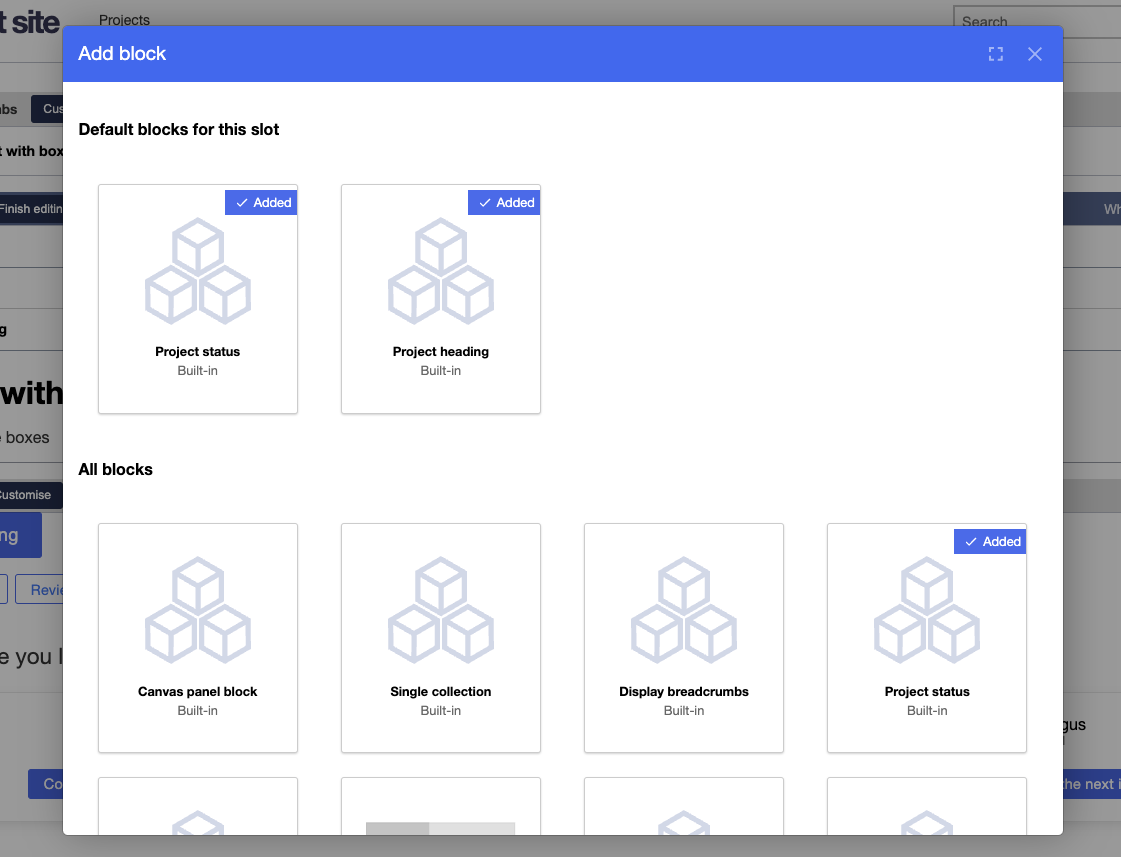 t site
Projects
Search
Add block
Cus
Default blocks for this slot
t with box
Added
Added
Finish editin
Wh
Project status
Project heading
Built-in
Built-in
with
e boxes
All blocks
Customise
ng
Added
Revie
e you l
Canvas panel block
Single collection
Display breadcrumbs
Project status
Built-in
Built-in
Built-in
Built-in
gus
Co
the next i